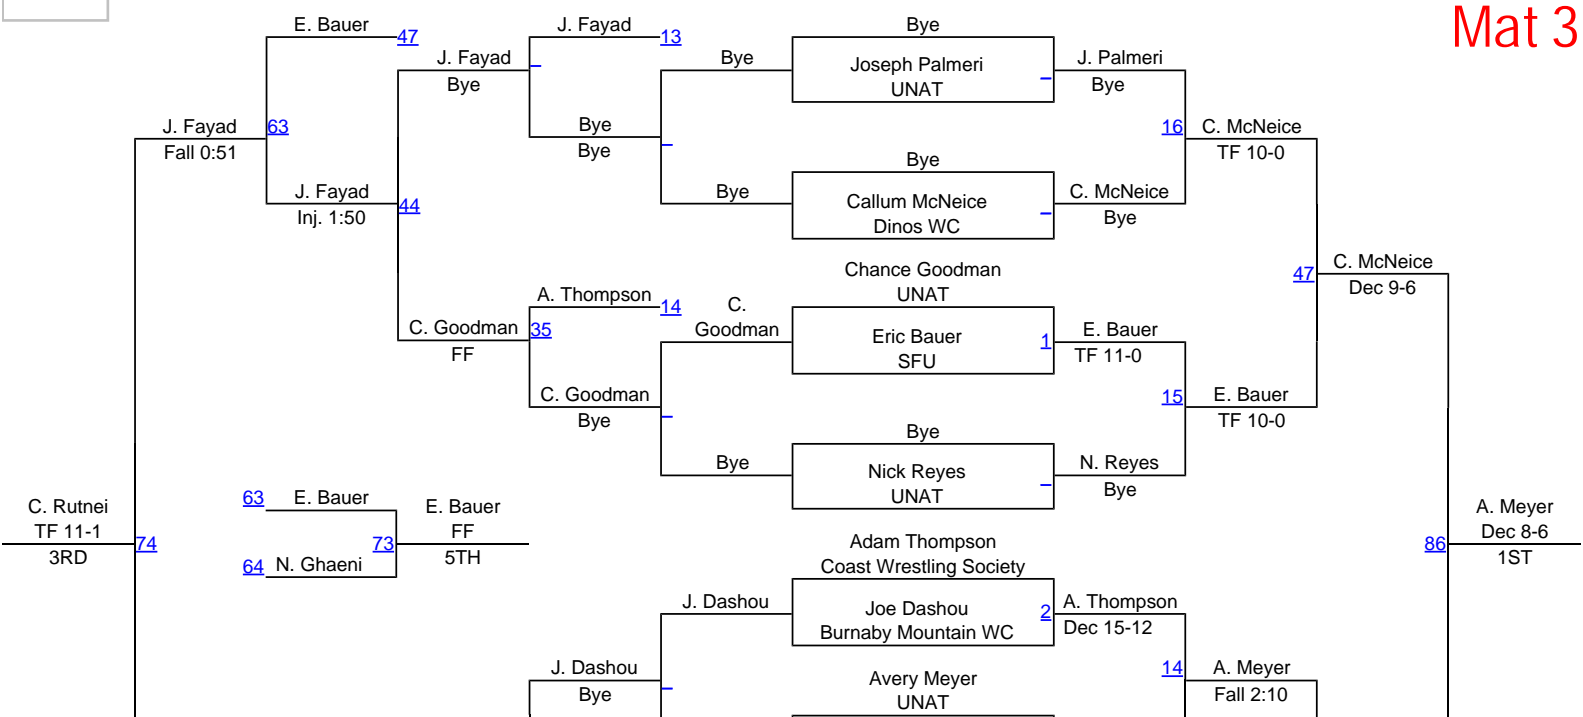 Mat 3
E. Bauer
47
J. Fayad
13
Bye
J. Fayad
Bye
Bye
Joseph Palmeri
UNAT
J. Palmeri
Bye
J. Fayad
Fall 0:51
63
Bye
Bye
16
C. McNeice
TF 10-0
Bye
J. Fayad
Inj. 1:50
44
Bye
Callum McNeice
Dinos WC
C. McNeice
Bye
Chance Goodman
UNAT
47
C. McNeice
Dec 9-6
A. Thompson
14
C.
Goodman
C. Goodman
FF
35
Eric Bauer
SFU
1
E. Bauer
TF 11-0
C. Goodman
Bye
15
E. Bauer
TF 10-0
Bye
Bye
Nick Reyes
UNAT
N. Reyes
Bye
C. Rutnei
TF 11-1
3RD
74
63
E. Bauer
64
N. Ghaeni
73
E. Bauer
FF
5TH
86
A. Meyer
Dec 8-6
1ST
Adam Thompson
Coast Wrestling Society
J. Dashou
Joe Dashou
Burnaby Mountain WC
2
A. Thompson
Dec 15-12
J. Dashou
Bye
Avery Meyer
UNAT
14
A. Meyer
Fall 2:10